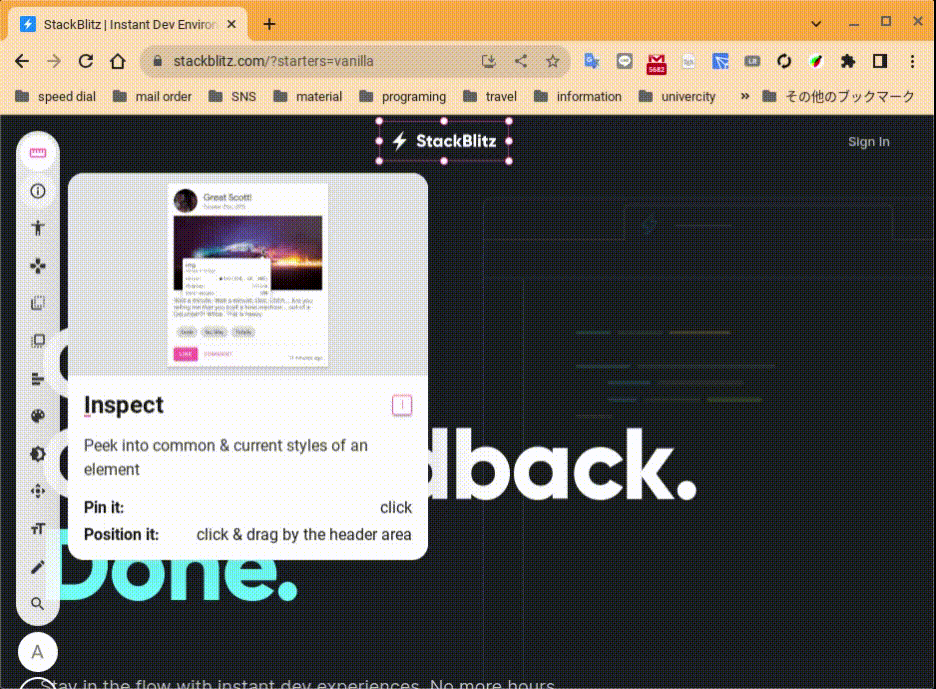 StackBlitz | Instant Dev Environ
stackblitz.com/?starters=vanilla
5682
LR
speed dial
mail order
SNS
material
programing
travel
information
univercity
»
その他のブックマーク
StackBlitz
Sign In
Great Scott!
LIKE
COMMENT
Inspect
I
Peek into common & current styles of an
element
Pin it:
click
Position it:
click & drag by the header area
dback.
Done.
A
Stay in the flow with instant dev experiences. No more hours